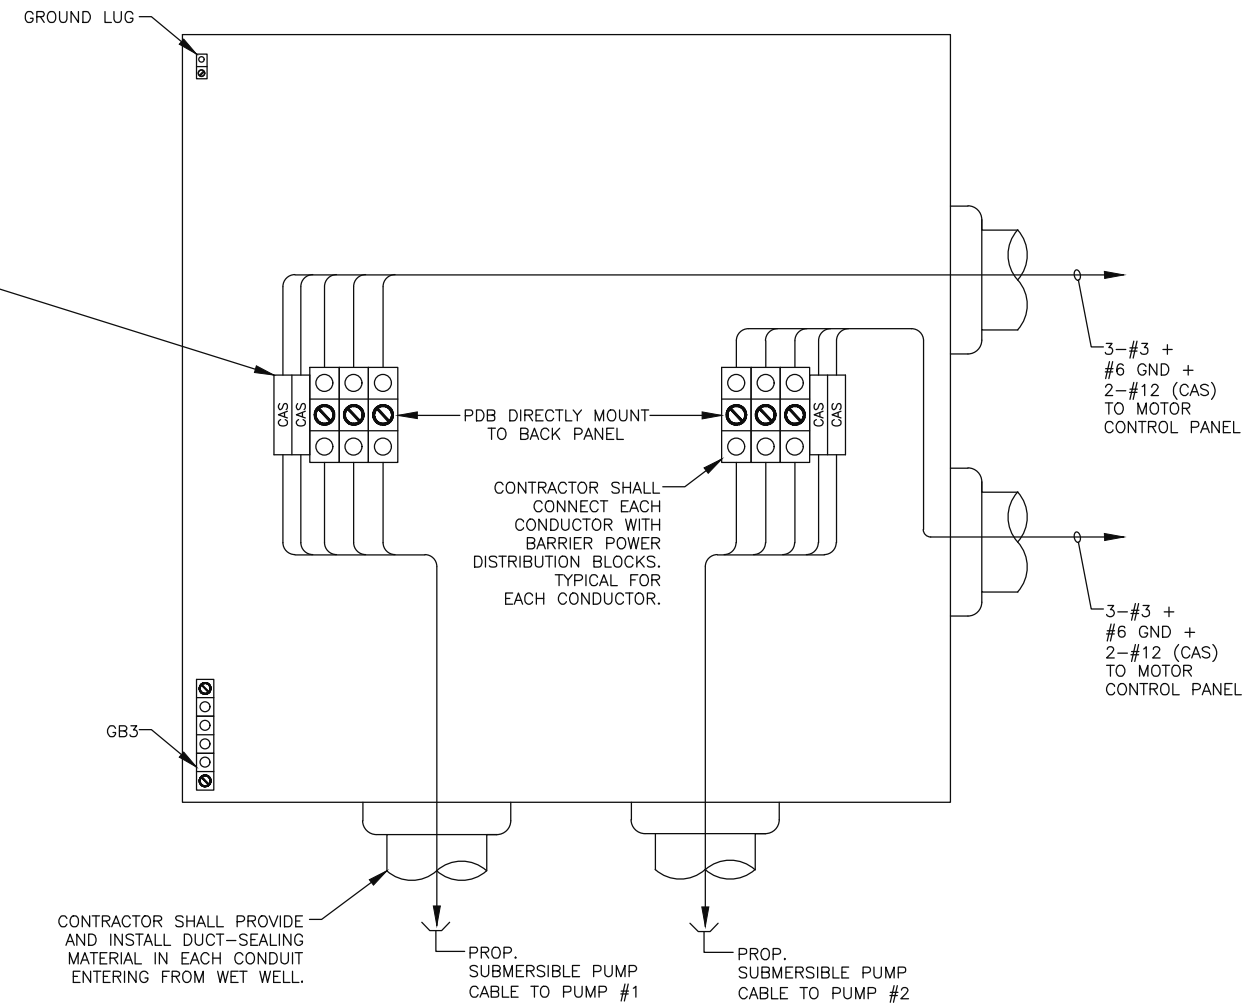 GROUND LUG
CAS
CAS
PDB DIRECTLY MOUNT
TO BACK PANEL
CAS
CAS
3-#3 +
#6 GND +
2-#12 (CAS)
TO MOTOR
CONTROL PANEL
CONTRACTOR SHALL
CONNECT EACH
CONDUCTOR WITH
BARRIER POWER
DISTRIBUTION BLOCKS.
TYPICAL FOR
EACH CONDUCTOR.
3-#3 +
#6 GND +
2-#12 (CAS)
TO MOTOR
CONTROL PANEL
GB3
CONTRACTOR SHALL PROVIDE
AND INSTALL DUCT-SEALING
MATERIAL IN EACH CONDUIT
ENTERING FROM WET WELL.
PROP.
SUBMERSIBLE PUMP
CABLE TO PUMP #1
PROP.
SUBMERSIBLE PUMP
CABLE TO PUMP #2